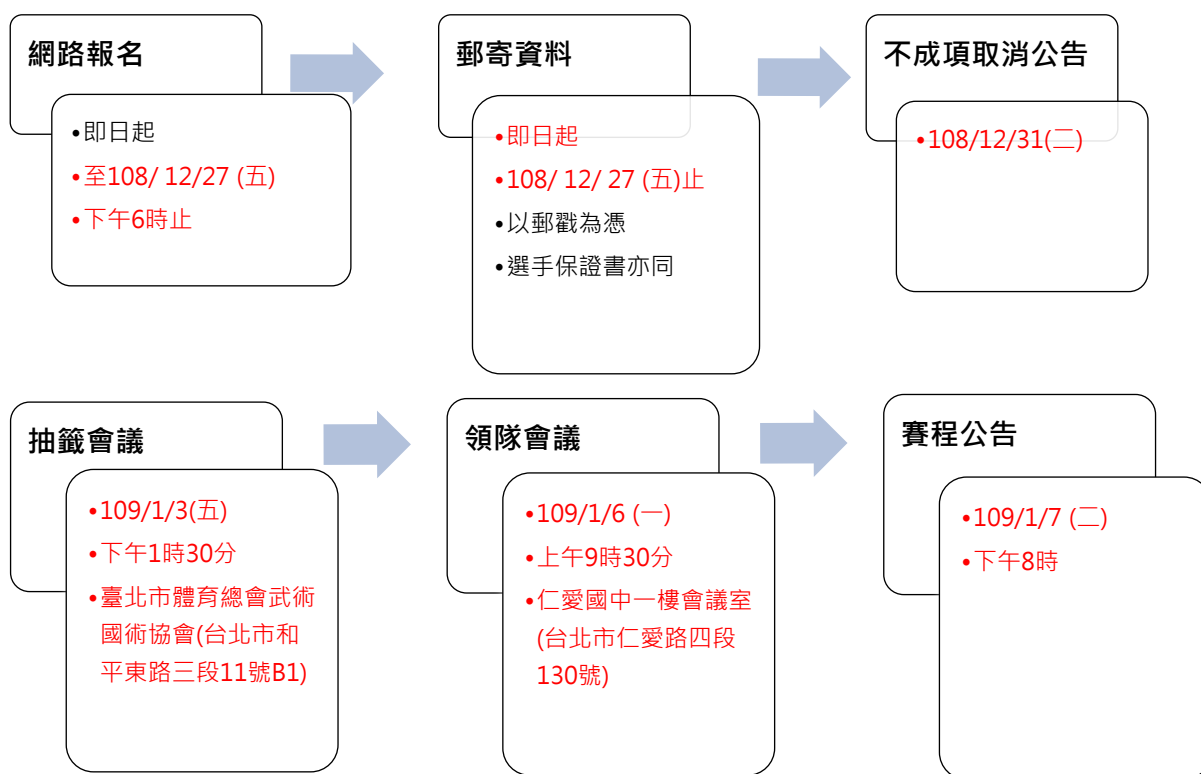 網路報名
•即日起
•至108/ 12/27 (五)
•下午6時止
郵寄資料
•即日起
•108/ 12/ 27 (五)止
•以郵戳為憑
•選手保證書亦同
不成項取消公告
•108/12/31(二)
抽籤會議
•109/1/3(五)
•下午1時30分
•臺北市體育總會武術
國術協會(台北市和
平東路三段11號B1)
領隊會議
•109/1/6 (一)
•上午9時30分
•仁愛國中一樓會議室
(台北市仁愛路四段
130號)
賽程公告
•109/1/7 (二)
•下午8時